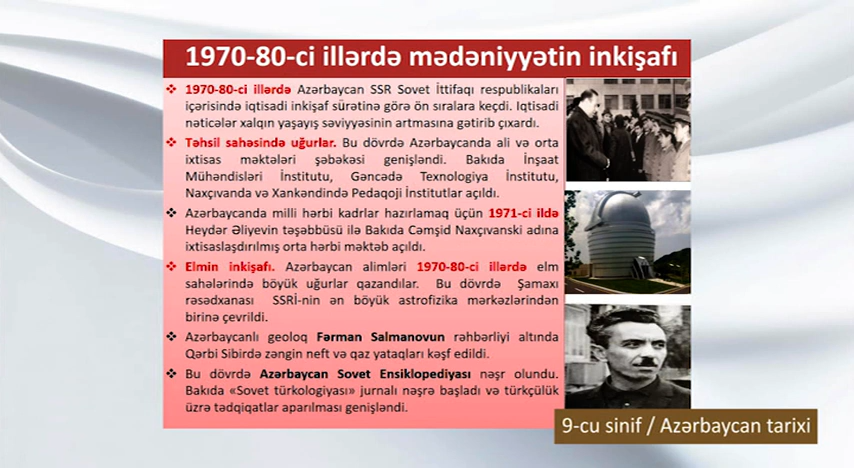 1970-80-ci illərdə mədəniyyətin inkişafı
❖ 1970-80-ci illərdə Azərbaycan SSR Sovet İttifaqı respublikaları
içərisində iqtisadi inkişaf sürətinə görə ön sıralara keçdi. Iqtisadi
nəticələr xalqın yaşayış səviyyəsinin artmasına gətirib çıxardı.
❖ Təhsil sahəsində uğurlar. Bu dövrdə Azərbaycanda ali və orta
ixtisas məktələri şəbəkəsi genişləndi. Bakıda İnşaat
Mühəndisləri İnstitutu, Gəncədə Texnologiya İnstitutu,
Naxçıvanda və Xankəndində Pedaqoji İnstitutlar açıldı.
❖ Azərbaycanda milli hərbi kadrlar hazırlamaq üçün 1971-ci ildə
Heydər Əliyevin təşəbbüsü ilə Bakıda Cəmşid Naxçıvanski adına
ixtisaslaşdırılmış orta hərbi məktəb açıldı.
❖ Elmin inkişafı. Azərbaycan alimləri 1970-80-ci illərdə elm
sahələrində böyük uğurlar qazandılar. Bu dövrdə Şamaxı
rəsədxanası SSRİ-nin ən böyük astrofizika mərkəzlərindən
birinə çevrildi.
❖ Azərbaycanlı geoloq Fərman Salmanovun rəhbərliyi altında
Qərbi Sibirdə zəngin neft və qaz yataqları kəşf edildi.
❖ Bu dövrdə Azərbaycan Sovet Ensiklopediyası nəşr olundu.
Bakıda «Sovet türkologiyası» jurnalı nəşrə başladı və türkçülük
üzrə tədqiqatlar aparılması genişləndi.
9-cu sinif / Azərbaycan tarixi